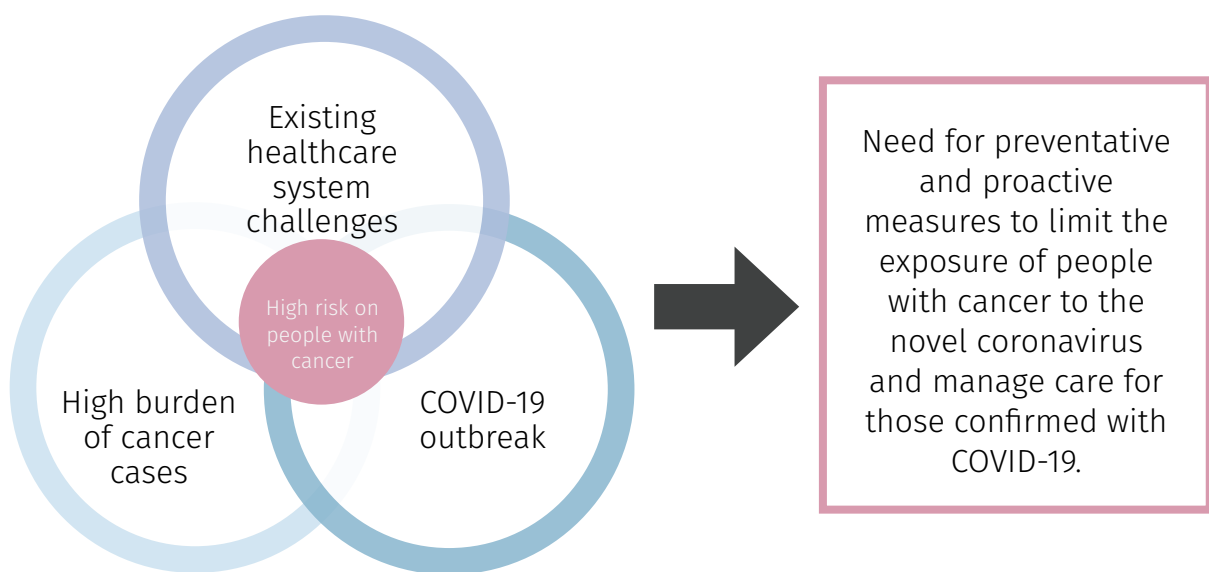 Existing
healthcare
system
challenges
High risk on
people with
cancer
High burden
of cancer
cases
COVID-19
outbreak
Need for preventative
and proactive
measures to limit the
exposure of people
with cancer to the
novel coronavirus
and manage care for
those confirmed with
COVID-19.